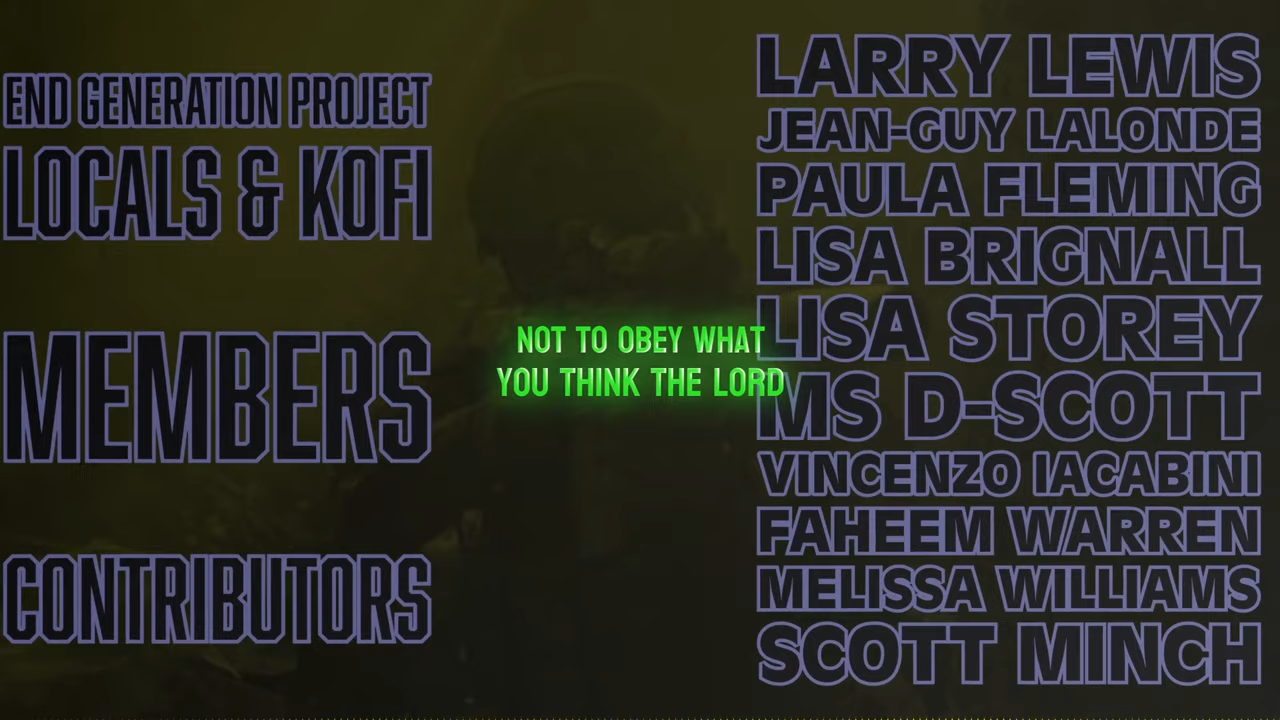 END GENERATION PROJECT
LOCALS & KOFI
MEMBERS
CONTRIBUTORS
NOT TO OBEY WHAT
YOU THINK THE LORD
LARRY LEWIS
JEAN-GUY LALONDE
PAULA FLEMING
LISA BRIGNALL
LISA STOREY
MS D-SCOTT
VINCENZO IACABINI
FAHEEM WARREN
MELISSA WILLIAMS
SCOTT MINCH